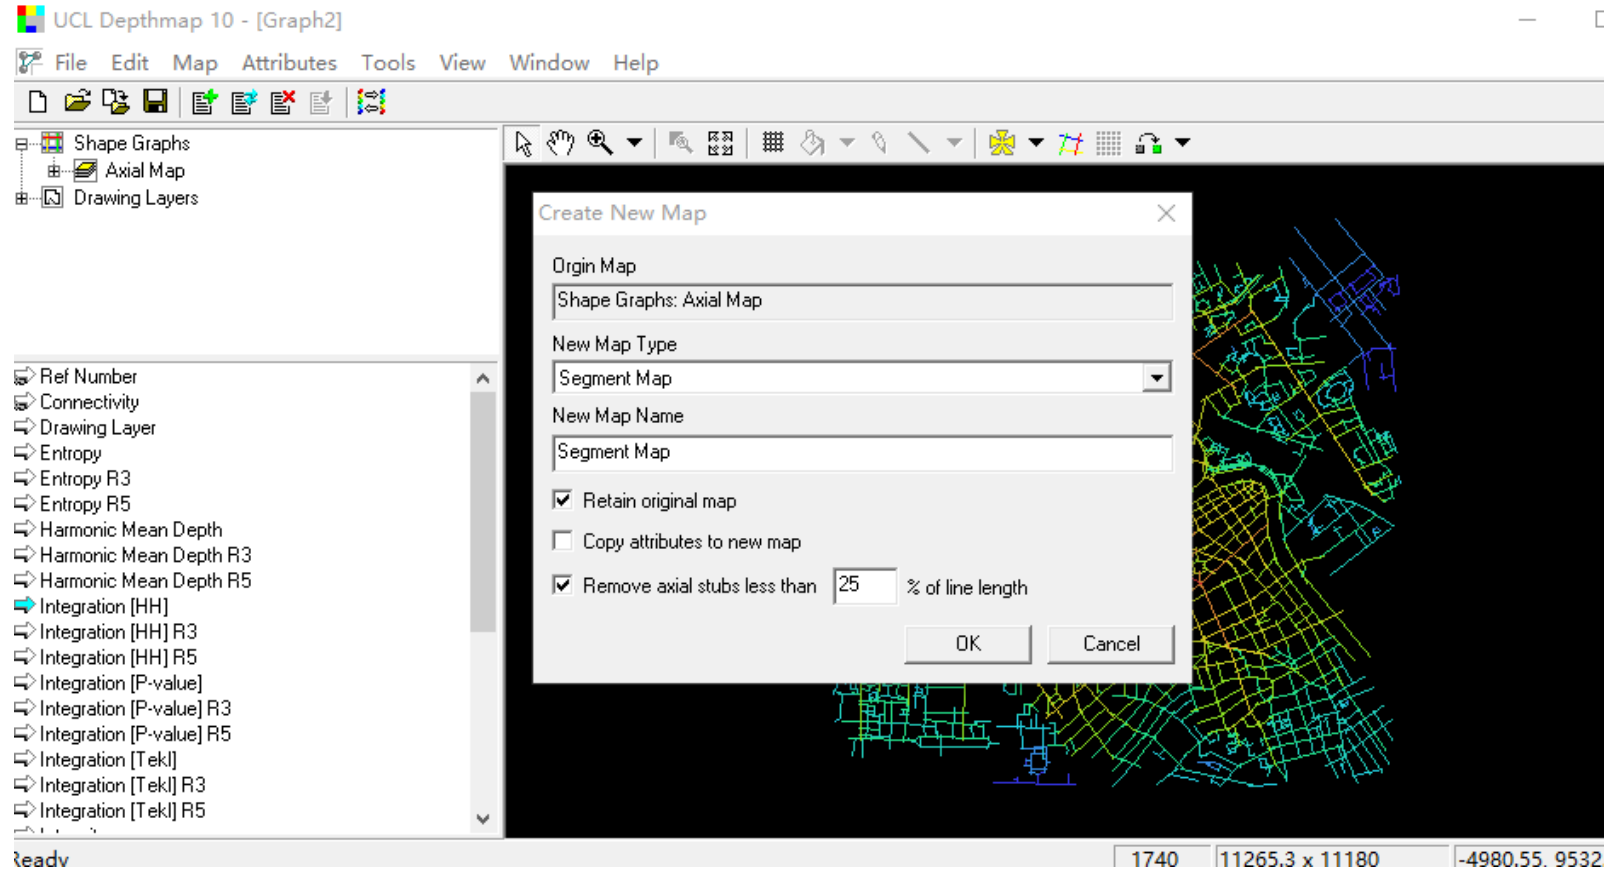 UCL Depthmap 10 - [Graph2]
File Edit Map Attributes Tools View Window Help
Shape Graphs
Axial Map
Drawing Layers
Create New Map
Orgin Map
Shape Graphs: Axial Map
New Map Type
Segment Map
New Map Name
Segment Map
Retain original map
Copy attributes to new map
Remove axial stubs less than 25 % of line length
OK Cancel
Ref Number
Connectivity
Drawing Layer
Entropy
Entropy R3
Entropy R5
Harmonic Mean Depth
Harmonic Mean Depth R3
Harmonic Mean Depth R5
Integration [HH]
Integration [HH] R3
Integration [HH] R5
Integration [P-value]
Integration [P-value] R3
Integration [P-value] R5
Integration [Tekl]
Integration [Tekl] R3
Integration [Tekl] R5
Ready 1740 11265.3 x 11180 -4980.55, 9532